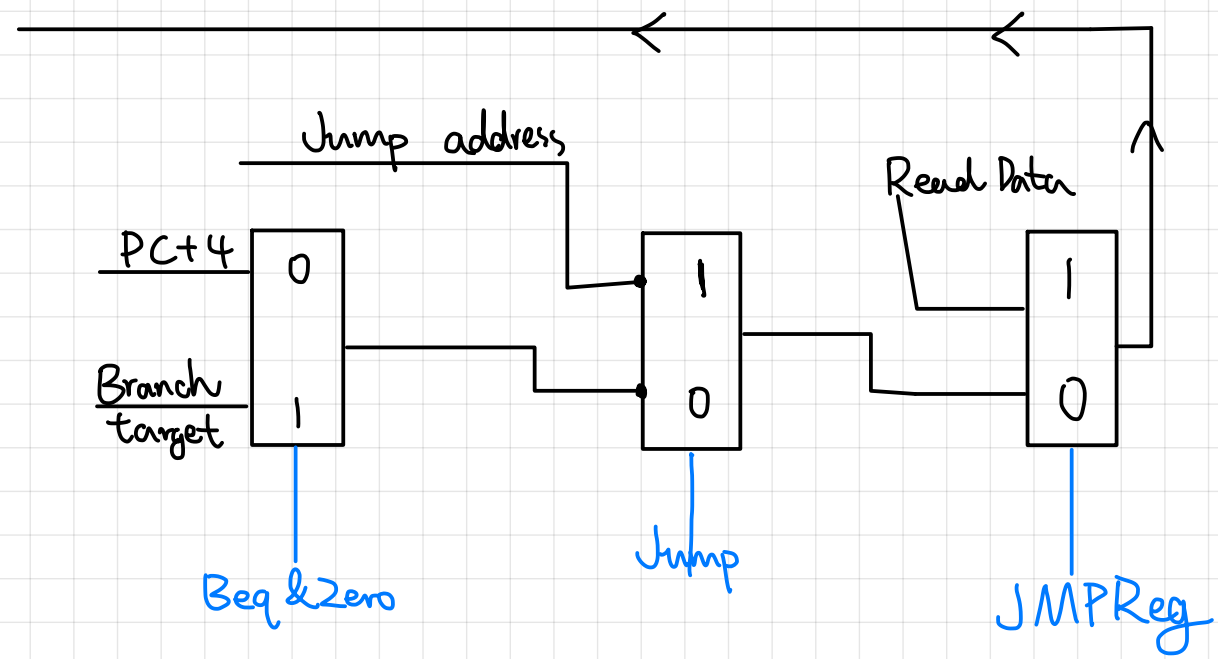 Jump address
Read Data
PC+4
0
1
1
Branch
target
1
0
0
Jump
Beq&Zero
JMPReg